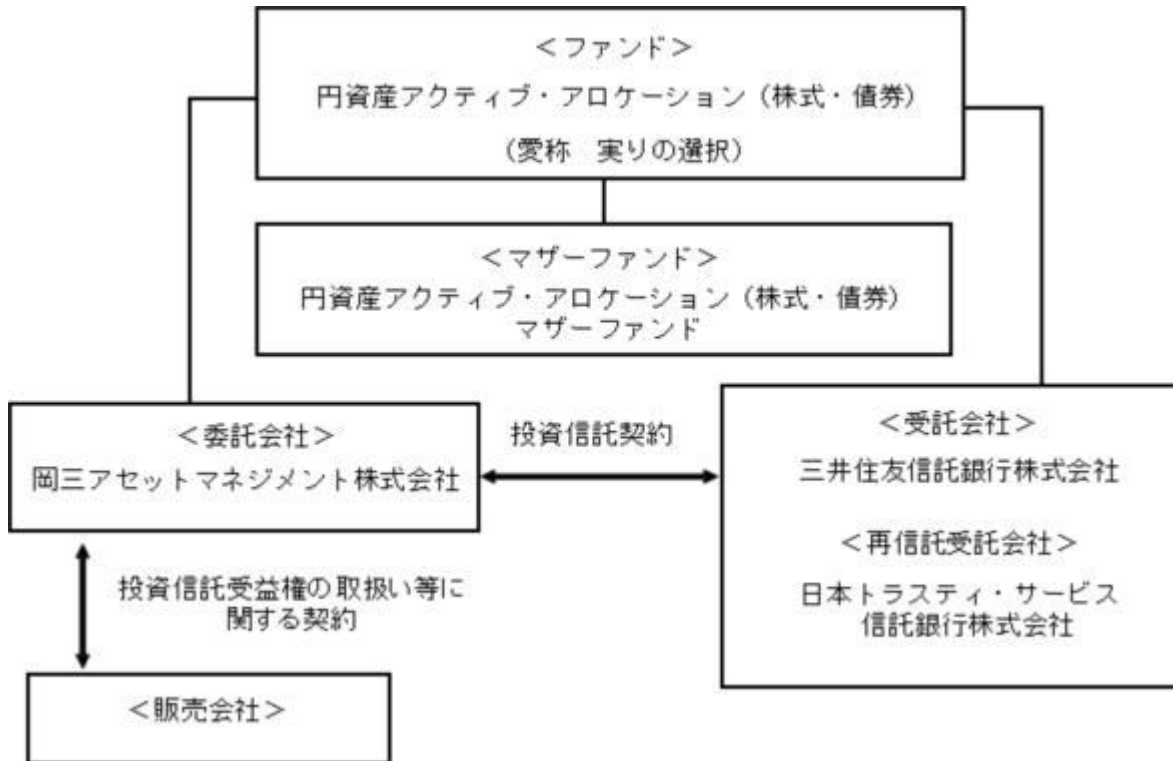 ＜ファンド＞
円資産アクティブ・アロケーション（株式・債券）
（愛称　実りの選択）
＜マザーファンド＞
円資産アクティブ・アロケーション（株式・債券）
マザーファンド
＜委託会社＞
岡三アセットマネジメント株式会社
投資信託契約
＜受託会社＞
三井住友信託銀行株式会社
＜再信託受託会社＞
日本トラスティ・サービス
信託銀行株式会社
投資信託受益権の取扱い等に
関する契約
＜販売会社＞